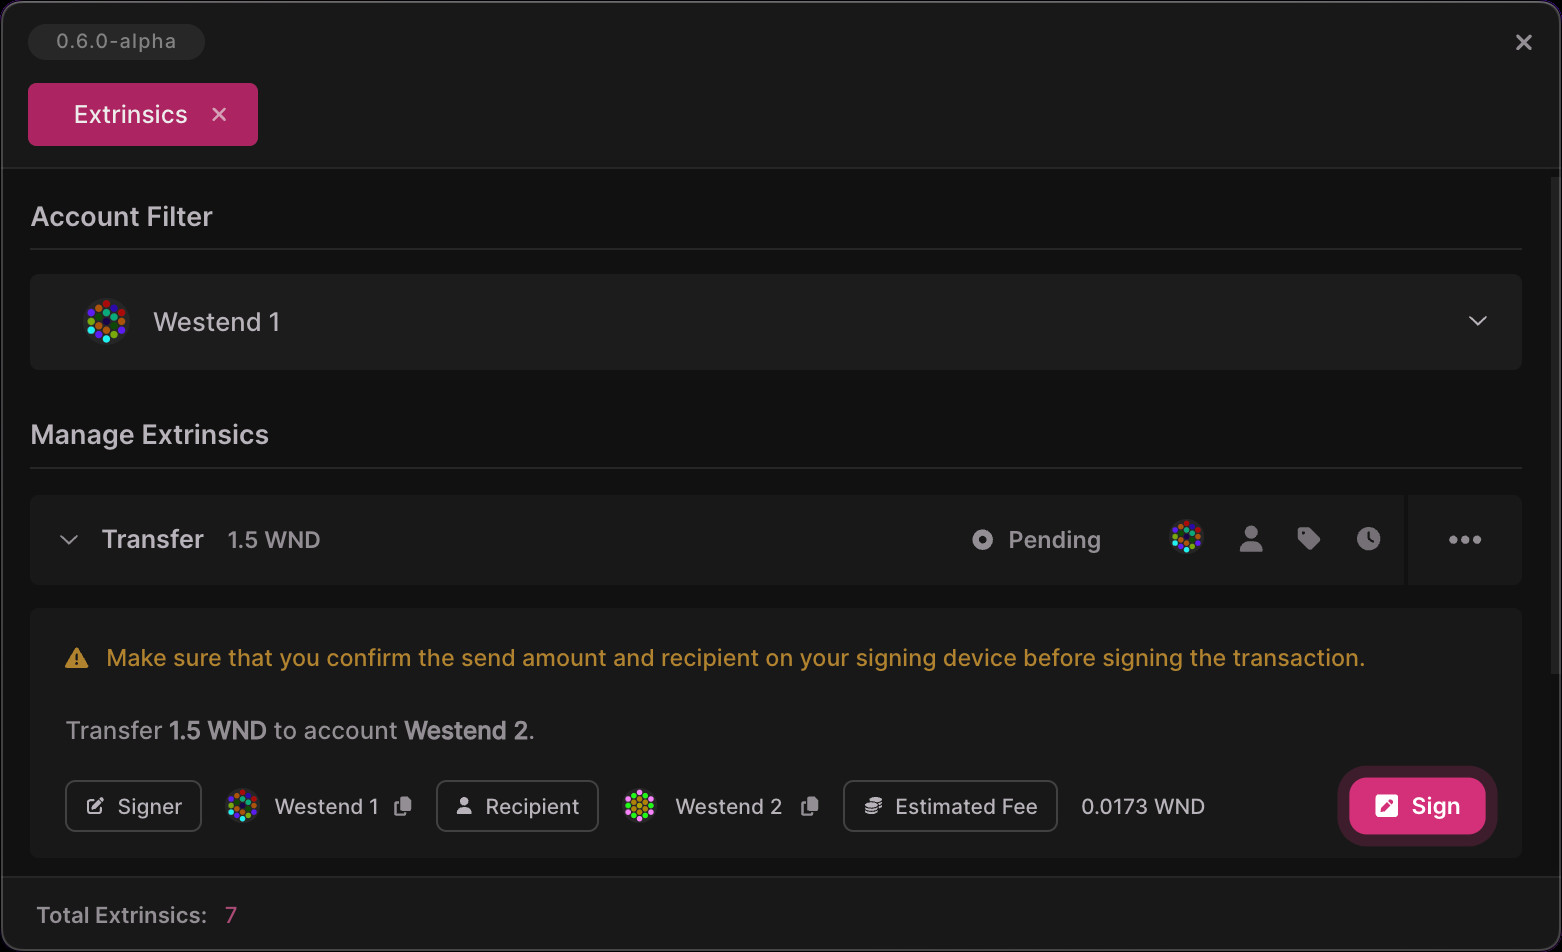 0.6.0-alpha
Extrinsics
Account Filter
Westend 1
Manage Extrinsics
Transfer 1.5 WND Pending
Make sure that you confirm the send amount and recipient on your signing device before signing the transaction.
Transfer 1.5 WND to account Westend 2.
Signer Westend 1 Recipient Westend 2 Estimated Fee 0.0173 WND Sign
Total Extrinsics: 7